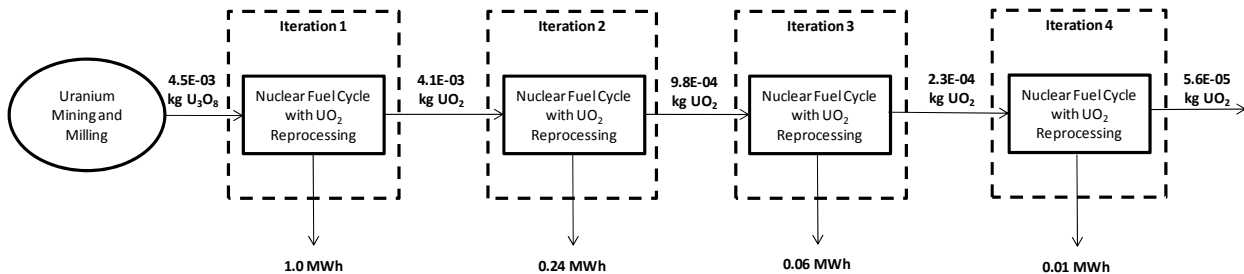 Iteration 1
Iteration 2
Iteration 3
Iteration 4
Uranium
Mining and
Milling
4.5E-03
kg U₃O₈
Nuclear Fuel Cycle
with UO₂
Reprocessing
4.1E-03
kg UO₂
Nuclear Fuel Cycle
with UO₂
Reprocessing
9.8E-04
kg UO₂
Nuclear Fuel Cycle
with UO₂
Reprocessing
2.3E-04
kg UO₂
Nuclear Fuel Cycle
with UO₂
Reprocessing
5.6E-05
kg UO₂
1.0 MWh
0.24 MWh
0.06 MWh
0.01 MWh